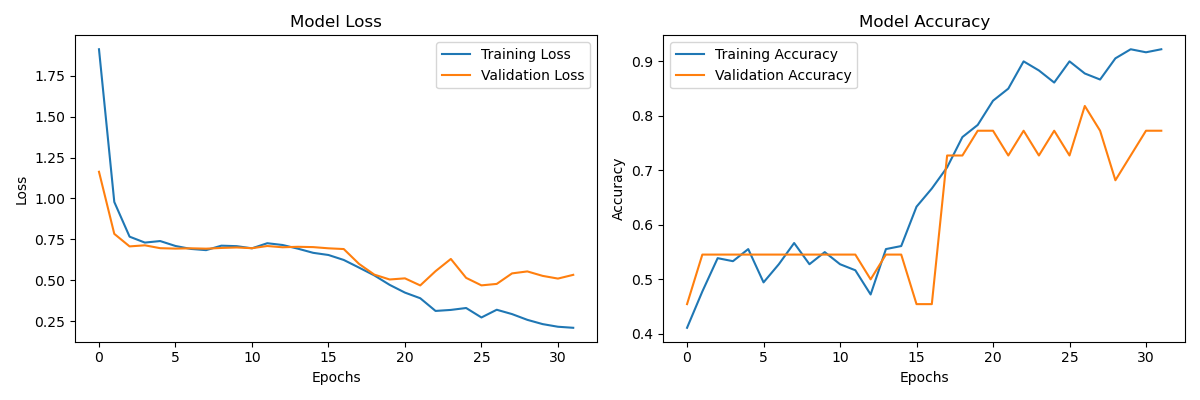 Model Loss
Training Loss
Validation Loss
1.75
1.50
1.25
1.00
0.75
0.50
0.25
Loss
0 5 10 15 20 25 30
Epochs
Model Accuracy
Training Accuracy
Validation Accuracy
0.9
0.8
0.7
0.6
0.5
0.4
Accuracy
0 5 10 15 20 25 30
Epochs